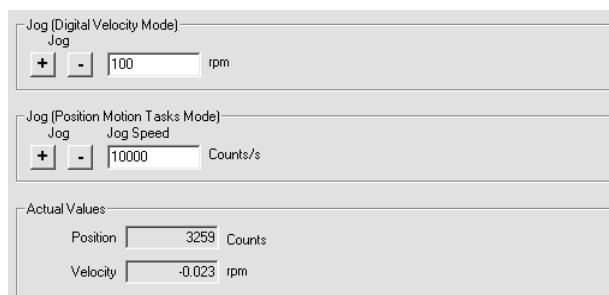 Jog (Digital Velocity Mode)
Jog
+ - 100 rpm
Jog (Position Motion Tasks Mode)
Jog Jog Speed
+ - 10000 Counts/s
Actual Values
Position 3259 Counts
Velocity -0.023 rpm